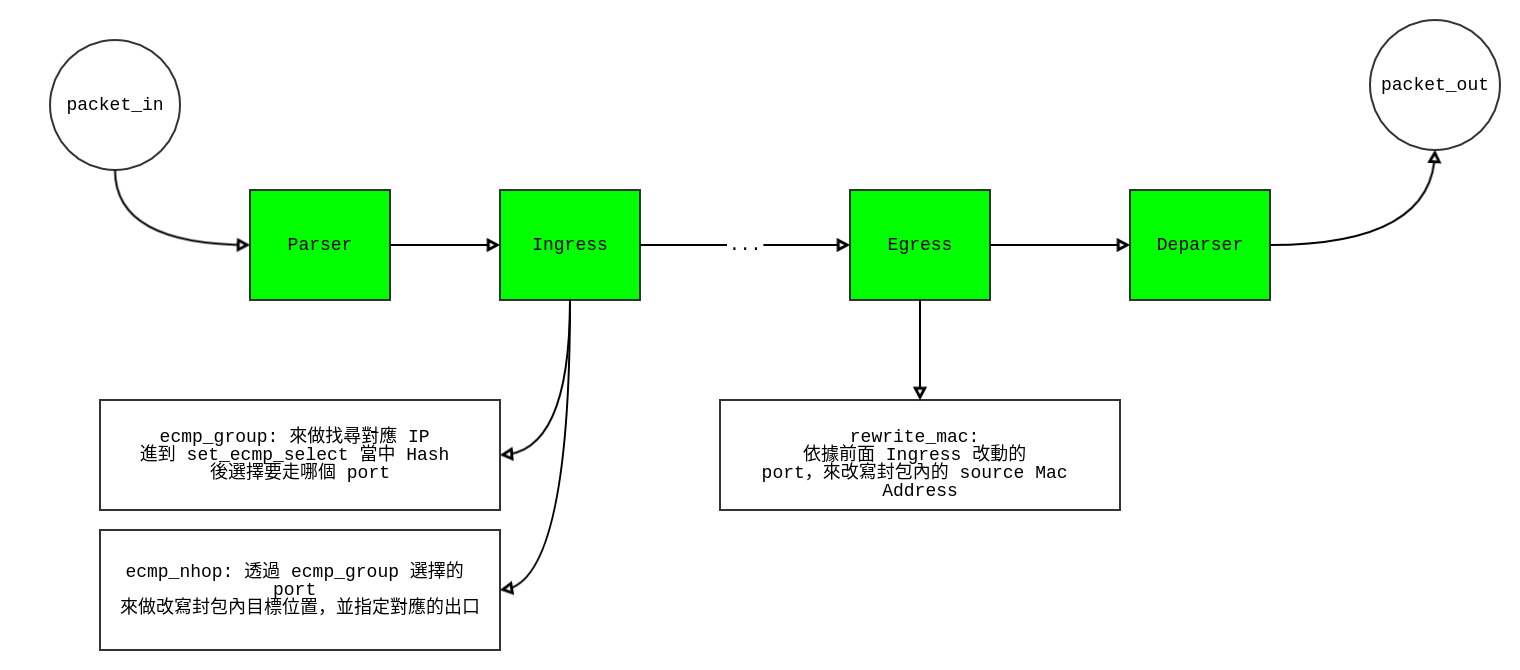 packet_in
packet_out
Parser
Ingress
...
Egress
Deparser
ecmp_group: 來做找尋對應 IP
進到 set_ecmp_select 當中 Hash
後選擇要走哪個 port
rewrite_mac:
依據前面 Ingress 改動的
port, 來改寫封包內的 source Mac
Address
ecmp_nhop: 透過 ecmp_group 選擇的
port
來做改寫封包內目標位置, 並指定對應的出口